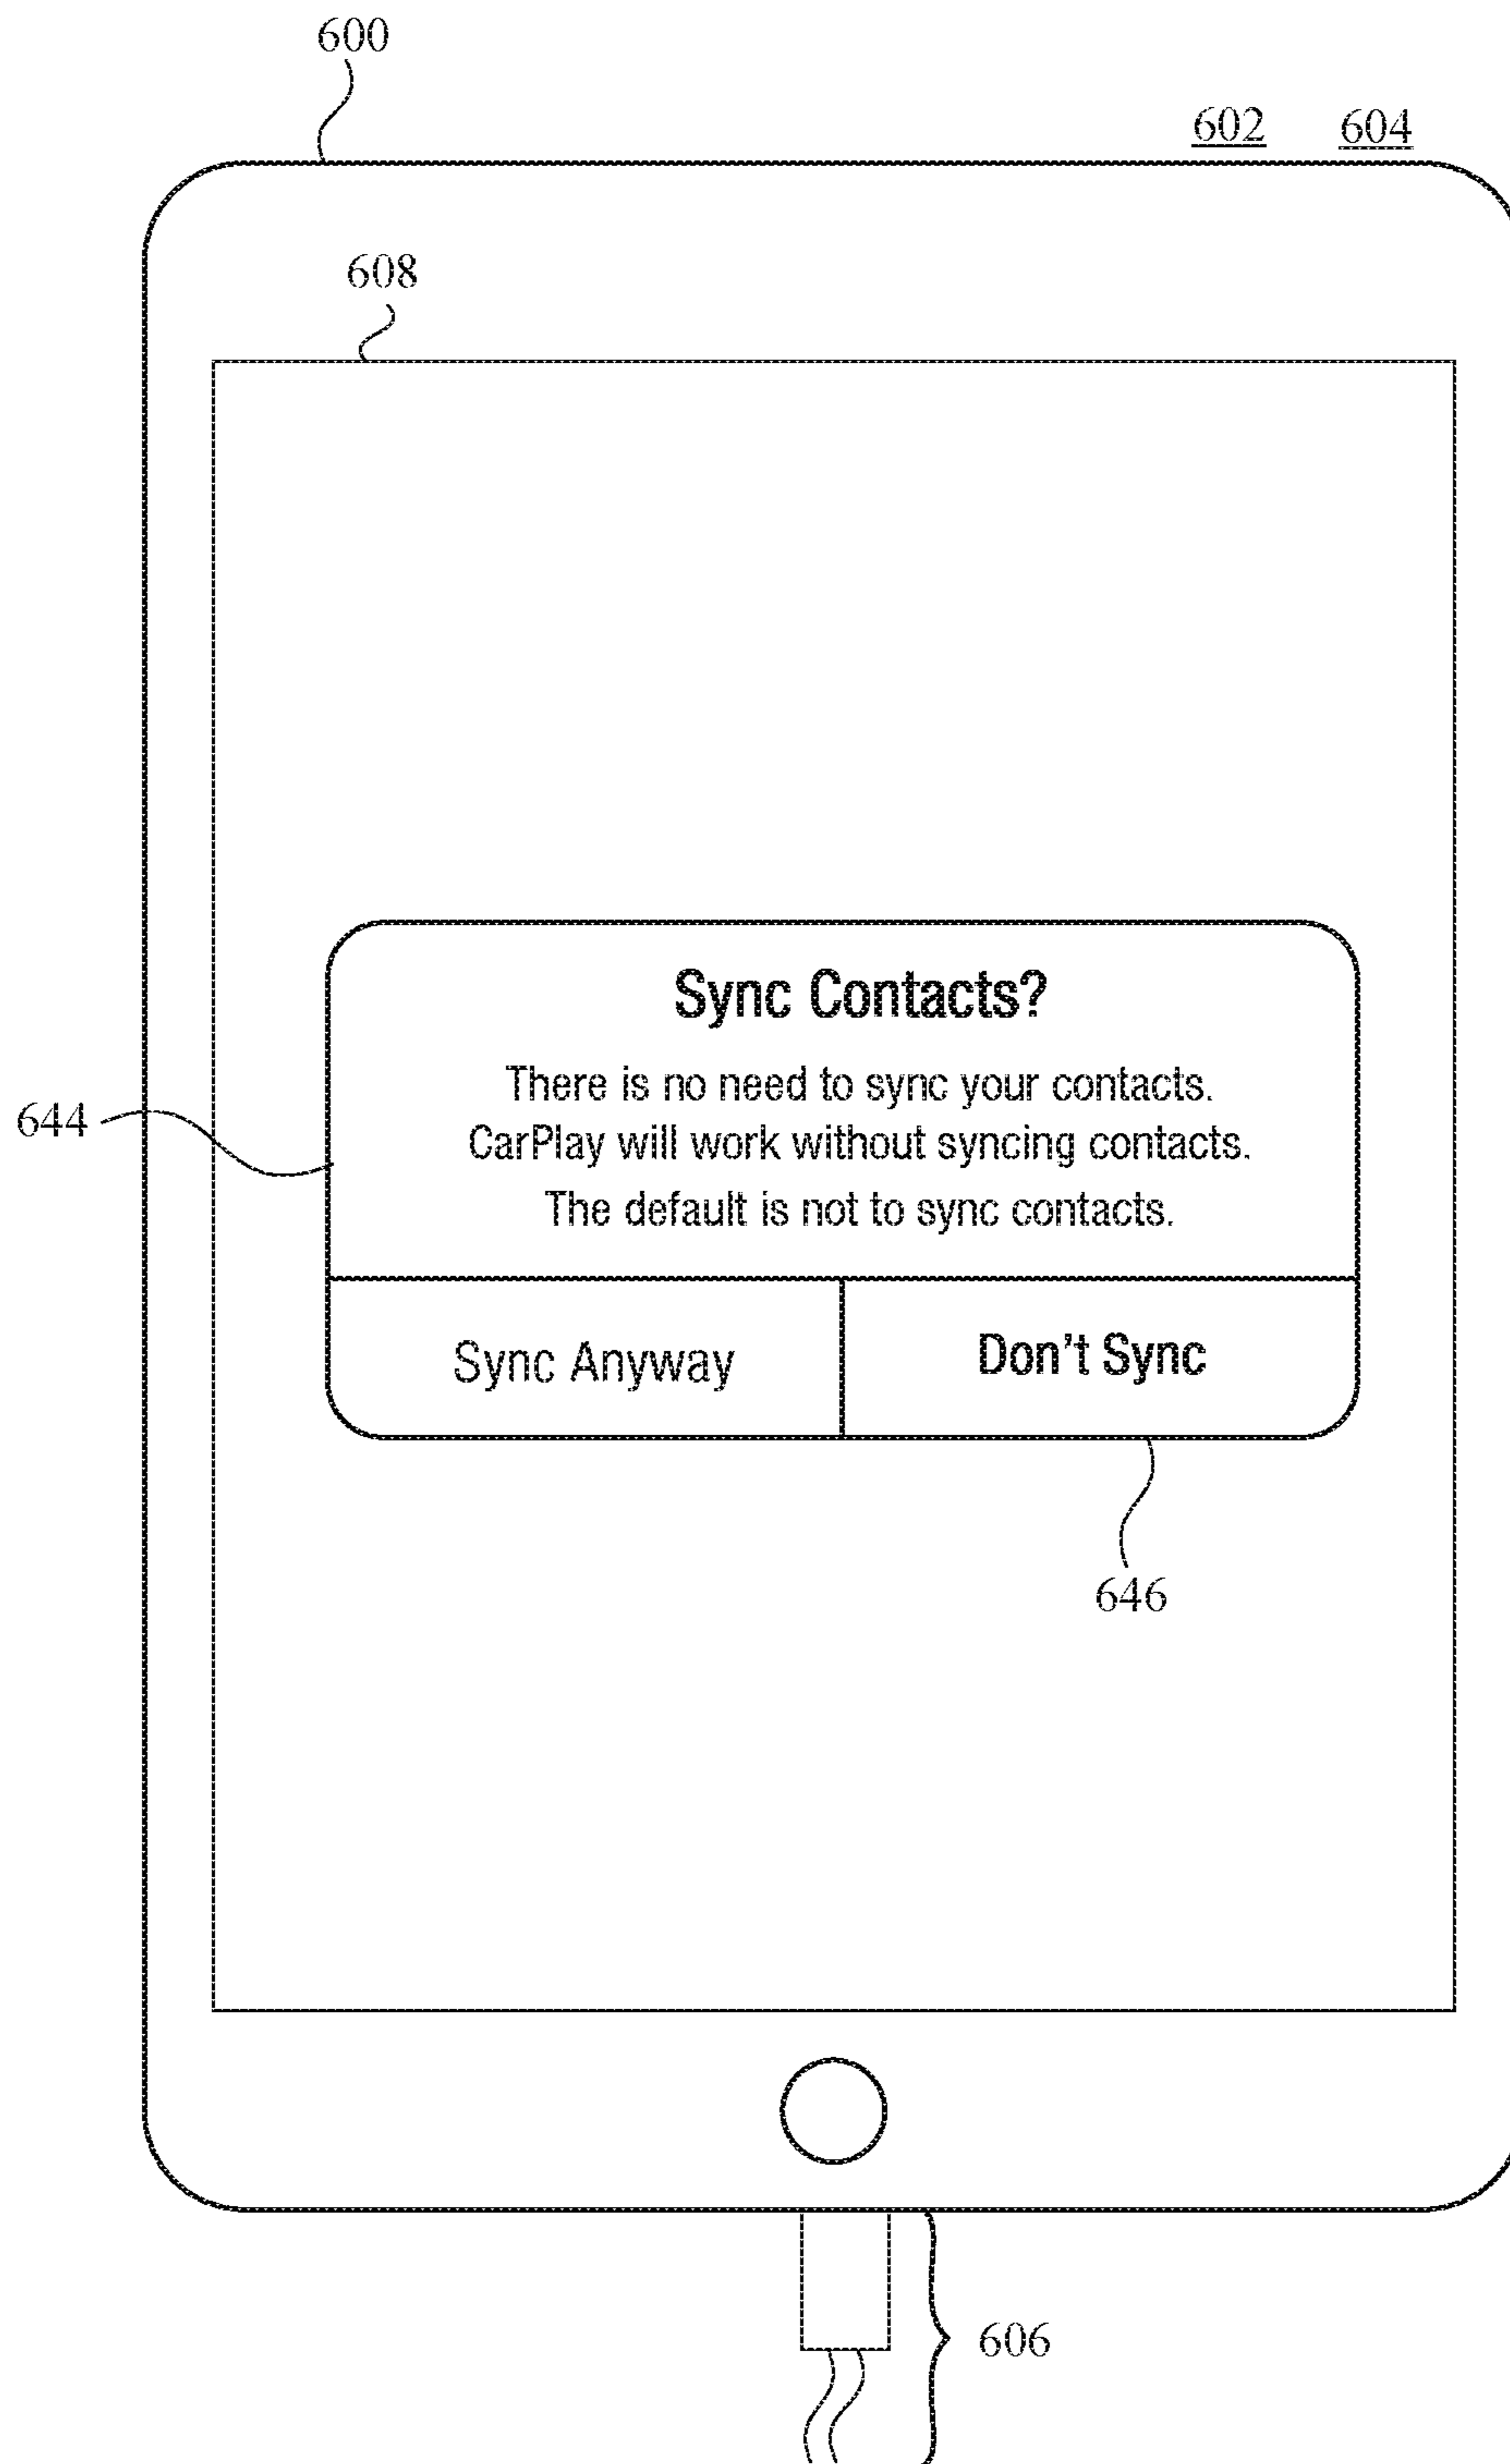 600
602 604
608
Sync Contacts?
There is no need to sync your contacts.
644
CarPlay will work without syncing contacts.
The default is not to sync contacts.
Sync Anyway
Don't Sync
646
606